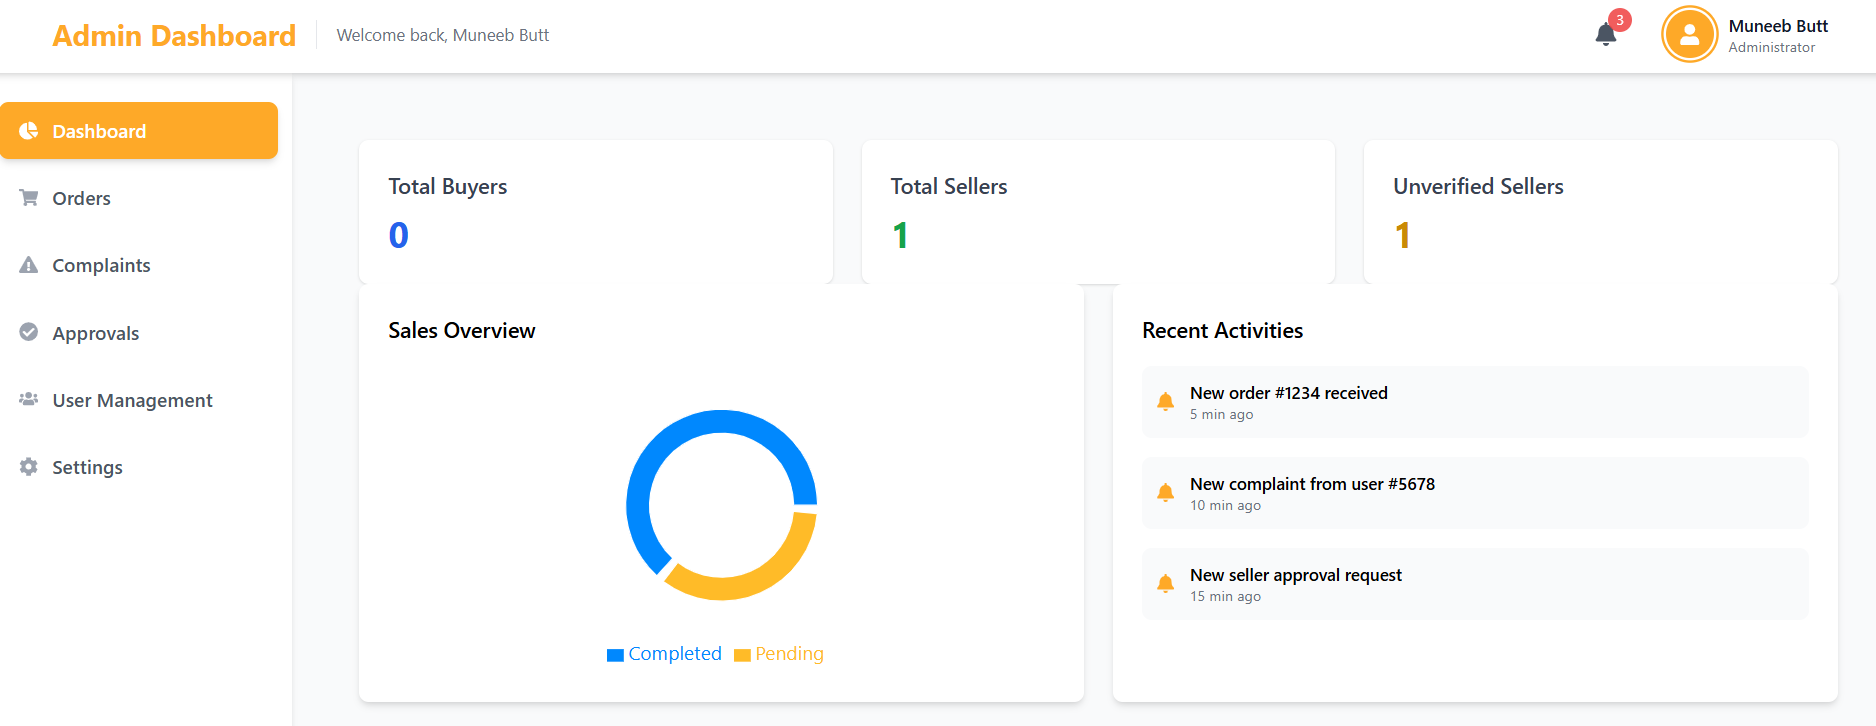 Admin Dashboard
Welcome back, Muneeb Butt
3
Muneeb Butt
Administrator
Dashboard
Orders
Complaints
Approvals
User Management
Settings
Total Buyers
0
Total Sellers
1
Unverified Sellers
1
Sales Overview
Completed
Pending
Recent Activities
New order #1234 received
5 min ago
New complaint from user #5678
10 min ago
New seller approval request
15 min ago